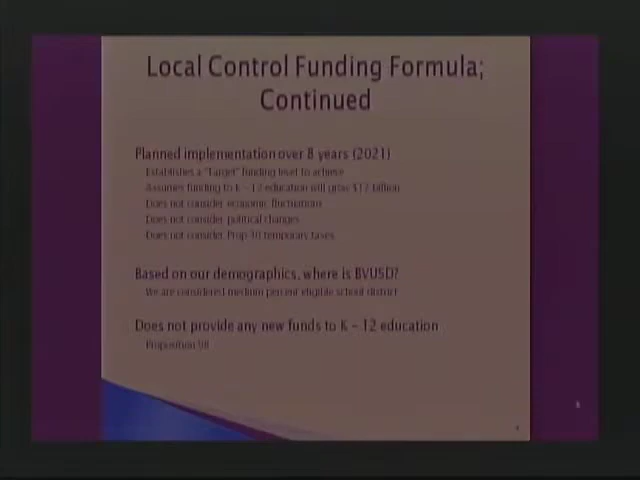 Local Control Funding Formula;
Continued
Planned implementation over 8 years (2021)
Establishes a "Target" funding level to achieve
Assumes funding to K – 12 education will grow $12 billion
Does not consider economic fluctuations
Does not consider political changes
Does not consider Prop 30 temporary taxes
Based on our demographics, where is BVUSD?
We are considered medium percent eligible school district
Does not provide any new funds to K – 12 education
Proposition 98